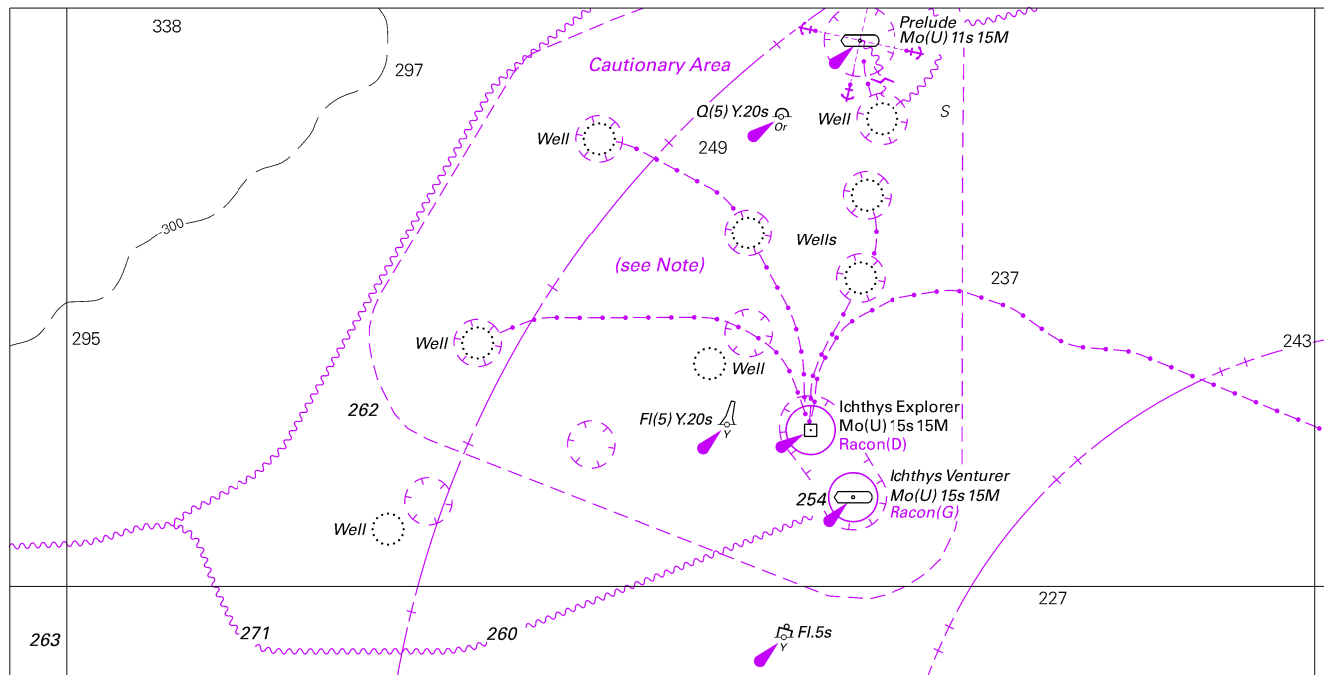 338
Prelude
Mo(U) 11s 15M
297
Cautionary Area
Q(5) Y.20s
Or
Well
S
Well
249
300
Wells
(see Note)
237
295
Well
243
Well
262
Fl(5) Y.20s
Y
Ichthys Explorer
Mo(U) 15s 15M
Racon(D)
Ichthys Venturer
254
Mo(U) 15s 15M
Racon(G)
Well
227
263
271
260
Fl.5s
Y